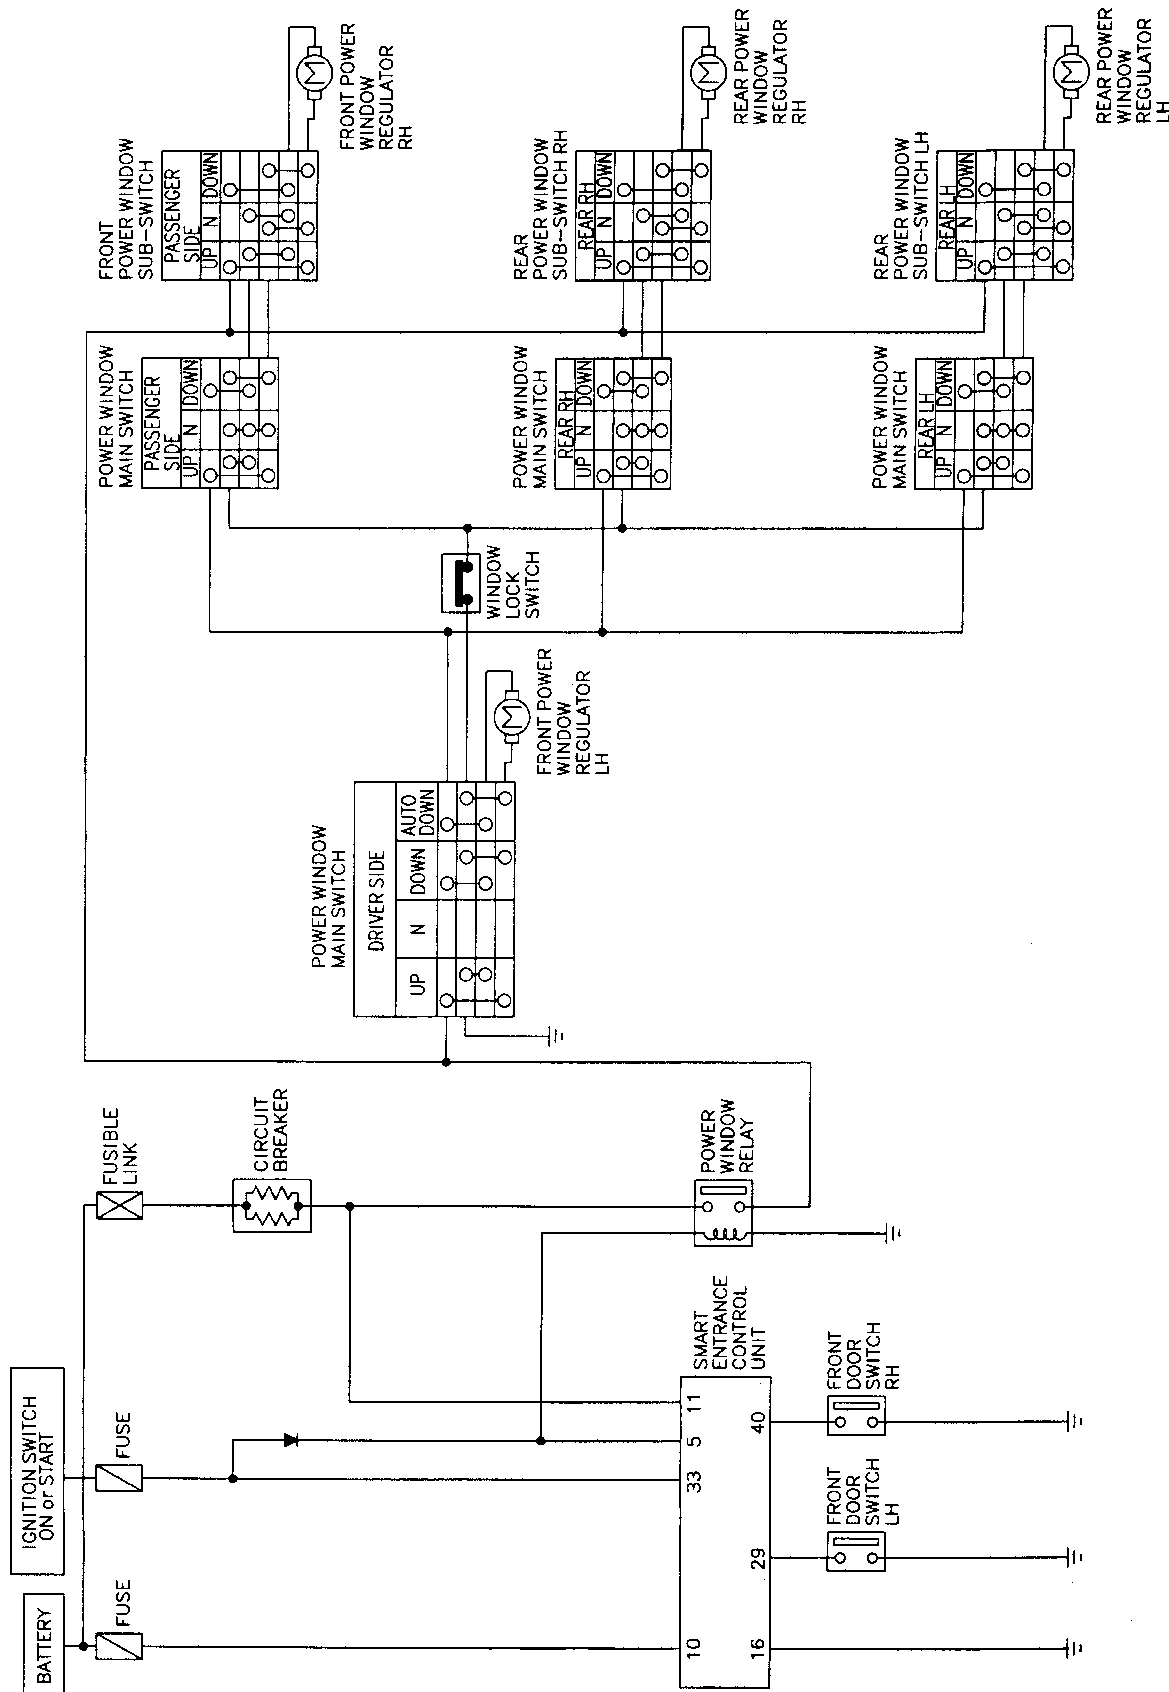 BATTERY
IGNITION SWITCH
ON or START
FUSE
FUSE
FUSIBLE
LINK
CIRCUIT
BREAKER
POWER
WINDOW
RELAY
SMART
ENTRANCE
CONTROL
UNIT
10
33
5
11
16
29
40
FRONT
DOOR
SWITCH
LH
FRONT
DOOR
SWITCH
RH
POWER WINDOW
MAIN SWITCH
DRIVER SIDE
UP
N
DOWN
AUTO
DOWN
M
FRONT POWER
WINDOW
REGULATOR
LH
WINDOW
LOCK
SWITCH
POWER WINDOW
MAIN SWITCH
PASSENGER
SIDE
UP N DOWN
POWER WINDOW
MAIN SWITCH
REAR RH
UP N DOWN
POWER WINDOW
MAIN SWITCH
REAR LH
UP N DOWN
FRONT
POWER WINDOW
SUB-SWITCH
PASSENGER
SIDE
UP N DOWN
M
FRONT POWER
WINDOW
REGULATOR
RH
REAR
POWER WINDOW
SUB-SWITCH RH
REAR RH
UP N DOWN
M
REAR POWER
WINDOW
REGULATOR
RH
REAR
POWER WINDOW
SUB-SWITCH LH
REAR LH
UP N DOWN
M
REAR POWER
WINDOW
REGULATOR
LH